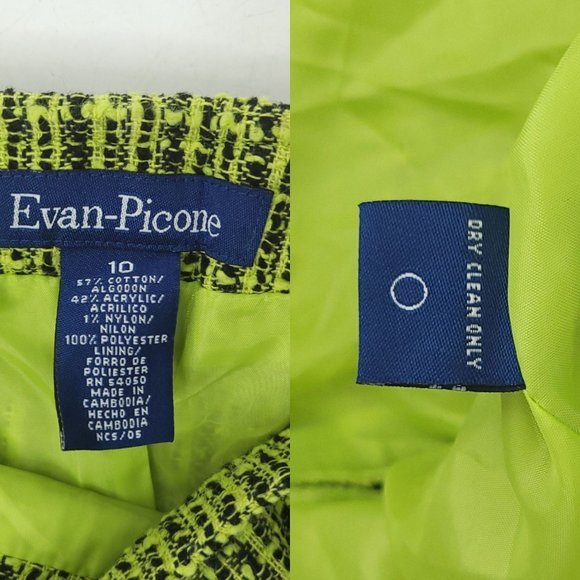 Evan-Picone
10
57% COTTON/
ALGODON
42% ACRYLIC/
ACRILICO
1% NYLON/
NILON
100% POLYESTER
LINING/
FORRO DE
POLIESTER
RN 54050
MADE IN
CAMBODIA/
HECHO EN
CAMBODIA
NCS/05
DRY CLEAN ONLY